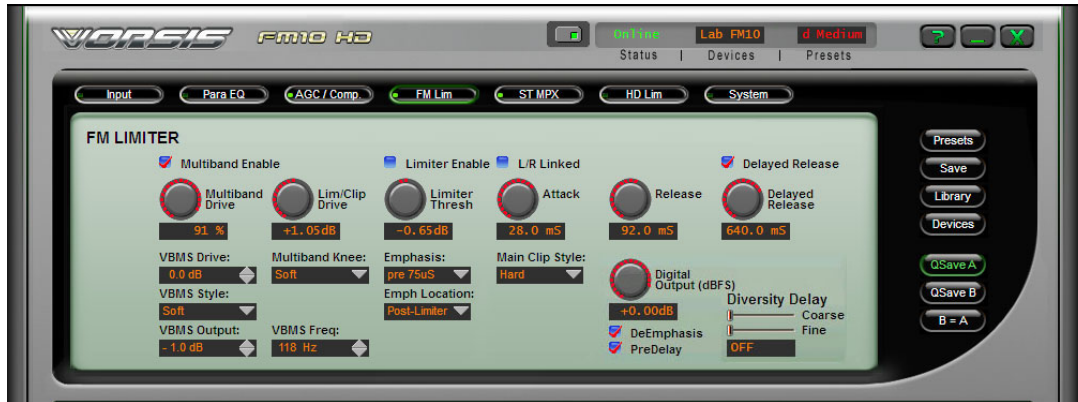 VORSIS FM10 HD
Online Lab FM10 d Medium
Status | Devices | Presets
? _ X
Input Para EQ AGC / Comp. FM Lim ST MPX HD Lim System
FM LIMITER
Multiband Enable Limiter Enable L/R Linked Delayed Release
Multiband Drive
Lim/Clip Drive
Limiter Thresh
Attack
Release
Delayed Release
91 % +1.05dB -0.65dB 28.0 mS 92.0 mS 640.0 mS
VBMS Drive: Multiband Knee: Emphasis: Main Clip Style:
0.0 dB Soft pre 75uS Hard
VBMS Style: Emph Location:
Soft Post-Limiter
VBMS Output: VBMS Freq:
- 1.0 dB 118 Hz
Digital
Output (dBFS)
+0.00dB
DeEmphasis
PreDelay
Diversity Delay
Coarse
Fine
OFF
Presets
Save
Library
Devices
QSave A
QSave B
B = A